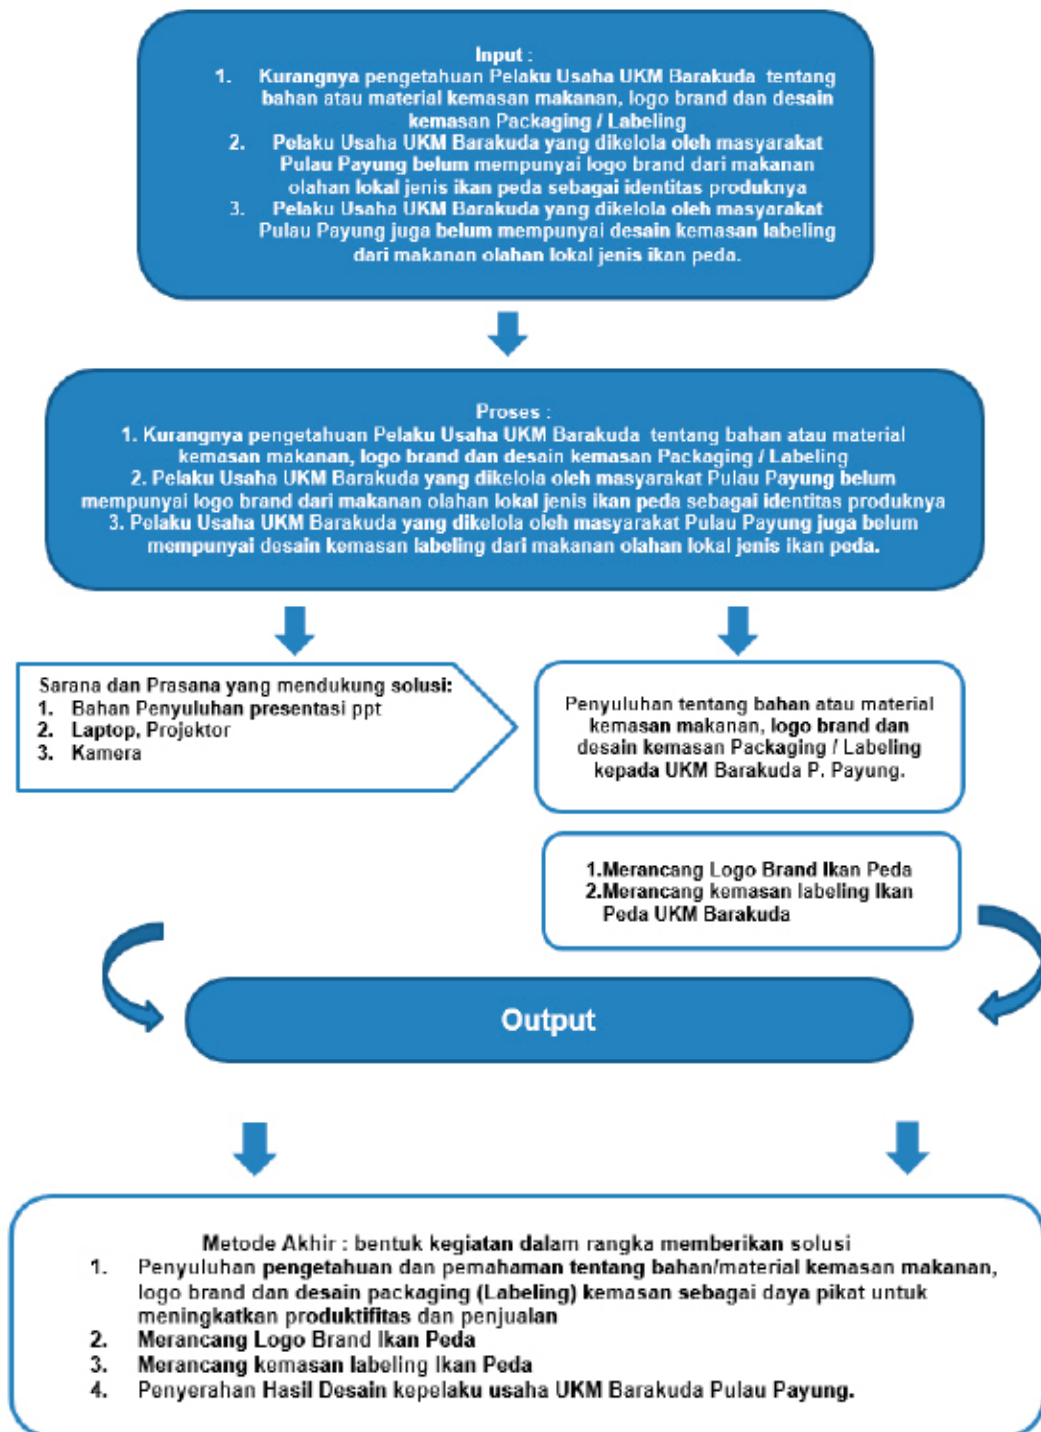 Input :
1. Kurangnya pengetahuan Pelaku Usaha UKM Barakuda tentang
bahan atau material kemasan makanan, logo brand dan desain
kemasan Packaging / Labeling
2. Pelaku Usaha UKM Barakuda yang dikelola oleh masyarakat
Pulau Payung belum mempunyai logo brand dari makanan
olahan lokal jenis ikan peda sebagai identitas produknya
3. Pelaku Usaha UKM Barakuda yang dikelola oleh masyarakat
Pulau Payung juga belum mempunyai desain kemasan labeling
dari makanan olahan lokal jenis ikan peda.
Proses :
1. Kurangnya pengetahuan Pelaku Usaha UKM Barakuda tentang bahan atau material
kemasan makanan, logo brand dan desain kemasan Packaging / Labeling
2. Pelaku Usaha UKM Barakuda yang dikelola oleh masyarakat Pulau Payung belum
mempunyai logo brand dari makanan olahan lokal jenis ikan peda sebagai identitas produknya
3. Pelaku Usaha UKM Barakuda yang dikelola oleh masyarakat Pulau Payung juga belum
mempunyai desain kemasan labeling dari makanan olahan lokal jenis ikan peda.
Sarana dan Prasana yang mendukung solusi:
1. Bahan Penyuluhan presentasi ppt
2. Laptop, Projektor
3. Kamera
Penyuluhan tentang bahan atau material
kemasan makanan, logo brand dan
desain kemasan Packaging / Labeling
kepada UKM Barakuda P. Payung.
1.Merancang Logo Brand Ikan Peda
2.Merancang kemasan labeling Ikan
Peda UKM Barakuda
Output
Metode Akhir : bentuk kegiatan dalam rangka memberikan solusi
1. Penyuluhan pengetahuan dan pemahaman tentang bahan/material kemasan makanan,
logo brand dan desain packaging (Labeling) kemasan sebagai daya pikat untuk
meningkatkan produktifitas dan penjualan
2. Merancang Logo Brand Ikan Peda
3. Merancang kemasan labeling Ikan Peda
4. Penyerahan Hasil Desain kepelaku usaha UKM Barakuda Pulau Payung.